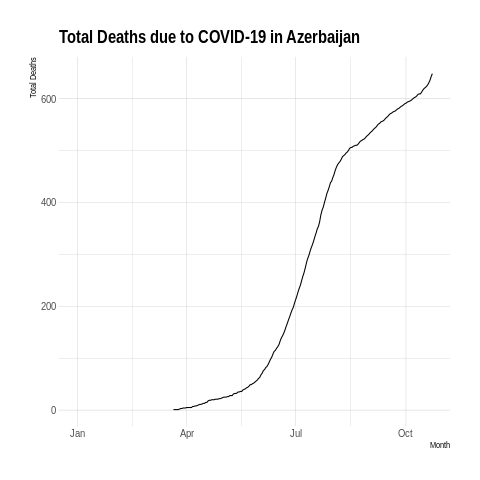 Total Deaths due to COVID-19 in Azerbaijan
Total Deaths
600
400
200
0
Jan Apr Jul Oct
Month